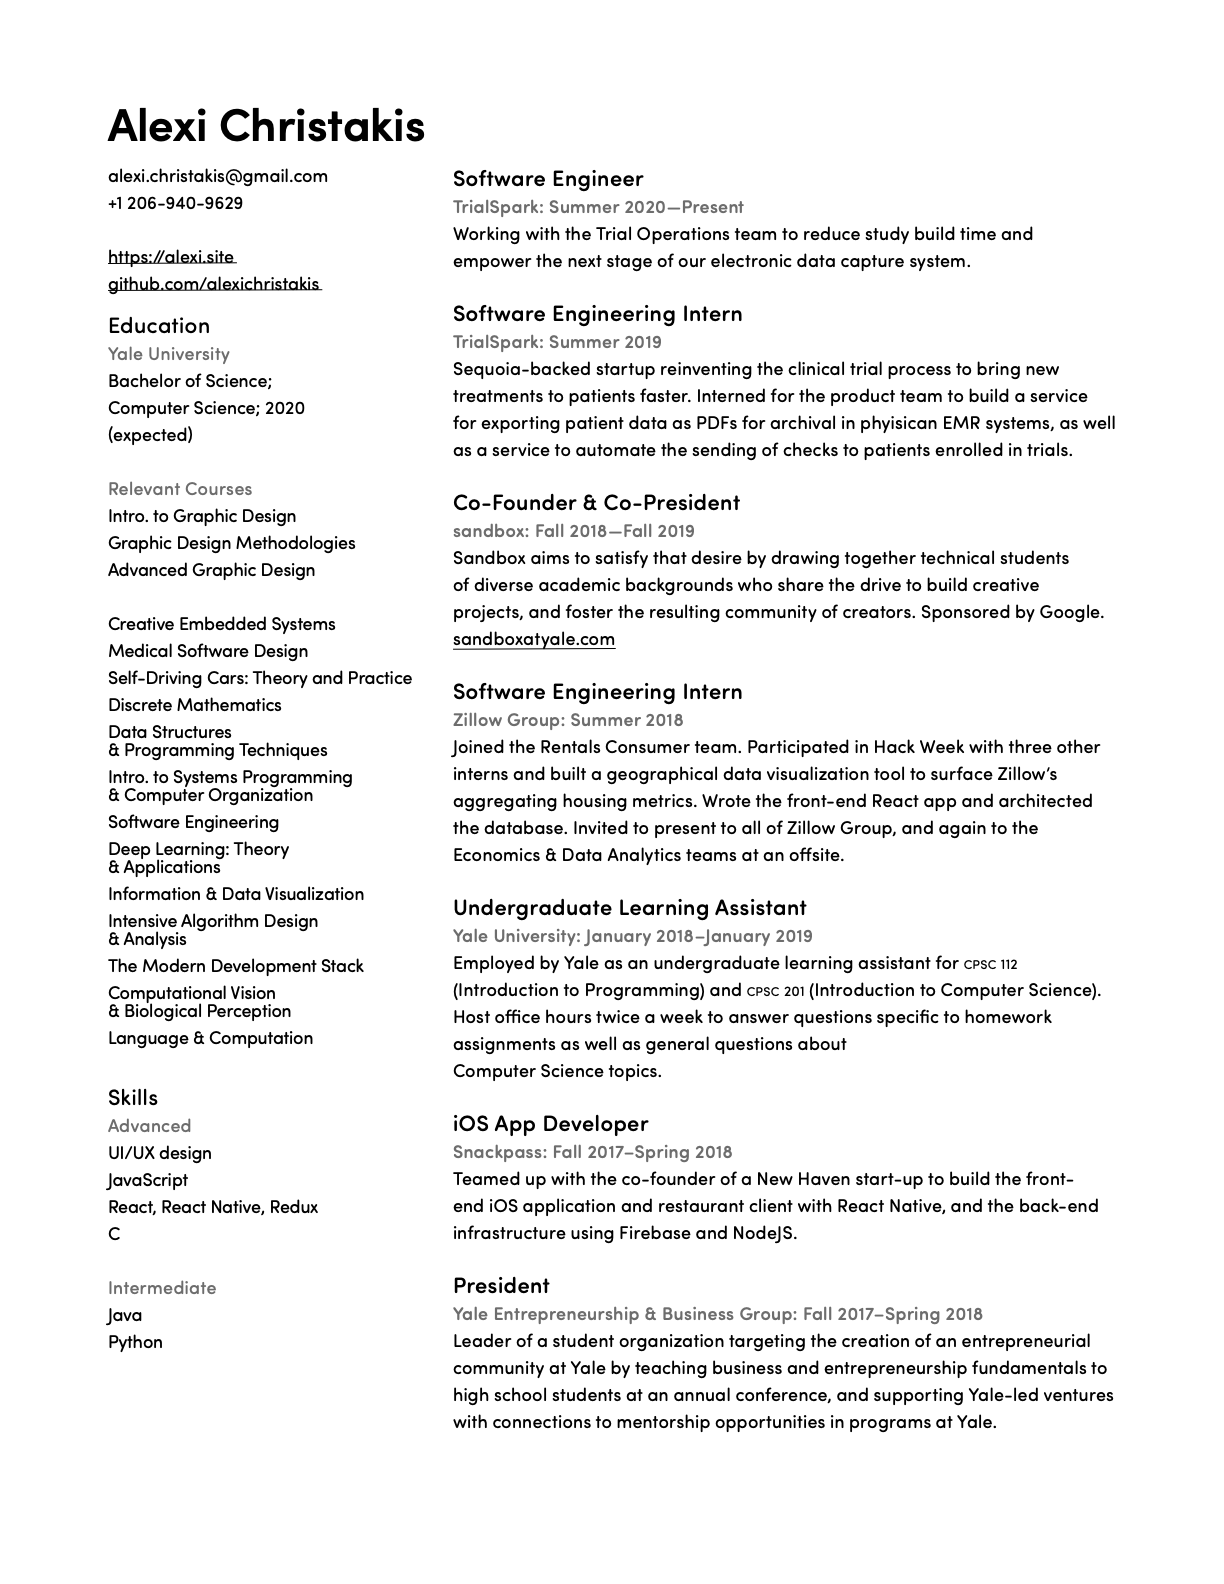 Alexi Christakis
alexi.christakis@gmail.com
+1 206-940-9629
https://alexi.site
github.com/alexichristakis
Education
Yale University
Bachelor of Science;
Computer Science; 2020
(expected)
Relevant Courses
Intro. to Graphic Design
Graphic Design Methodologies
Advanced Graphic Design
Creative Embedded Systems
Medical Software Design
Self-Driving Cars: Theory and Practice
Discrete Mathematics
Data Structures
& Programming Techniques
Intro. to Systems Programming
& Computer Organization
Software Engineering
Deep Learning: Theory
& Applications
Information & Data Visualization
Intensive Algorithm Design
& Analysis
The Modern Development Stack
Computational Vision
& Biological Perception
Language & Computation
Skills
Advanced
UI/UX design
JavaScript
React, React Native, Redux
C
Intermediate
Java
Python
Software Engineer
TrialSpark: Summer 2020—Present
Working with the Trial Operations team to reduce study build time and
empower the next stage of our electronic data capture system.
Software Engineering Intern
TrialSpark: Summer 2019
Sequoia-backed startup reinventing the clinical trial process to bring new
treatments to patients faster. Interned for the product team to build a service
for exporting patient data as PDFs for archival in phyisican EMR systems, as well
as a service to automate the sending of checks to patients enrolled in trials.
Co-Founder & Co-President
sandbox: Fall 2018—Fall 2019
Sandbox aims to satisfy that desire by drawing together technical students
of diverse academic backgrounds who share the drive to build creative
projects, and foster the resulting community of creators. Sponsored by Google.
sandboxatyale.com
Software Engineering Intern
Zillow Group: Summer 2018
Joined the Rentals Consumer team. Participated in Hack Week with three other
interns and built a geographical data visualization tool to surface Zillow’s
aggregating housing metrics. Wrote the front-end React app and architected
the database. Invited to present to all of Zillow Group, and again to the
Economics & Data Analytics teams at an offsite.
Undergraduate Learning Assistant
Yale University: January 2018–January 2019
Employed by Yale as an undergraduate learning assistant for CPSC 112
(Introduction to Programming) and CPSC 201 (Introduction to Computer Science).
Host office hours twice a week to answer questions specific to homework
assignments as well as general questions about
Computer Science topics.
iOS App Developer
Snackpass: Fall 2017–Spring 2018
Teamed up with the co-founder of a New Haven start-up to build the front-
end iOS application and restaurant client with React Native, and the back-end
infrastructure using Firebase and NodeJS.
President
Yale Entrepreneurship & Business Group: Fall 2017–Spring 2018
Leader of a student organization targeting the creation of an entrepreneurial
community at Yale by teaching business and entrepreneurship fundamentals to
high school students at an annual conference, and supporting Yale-led ventures
with connections to mentorship opportunities in programs at Yale.